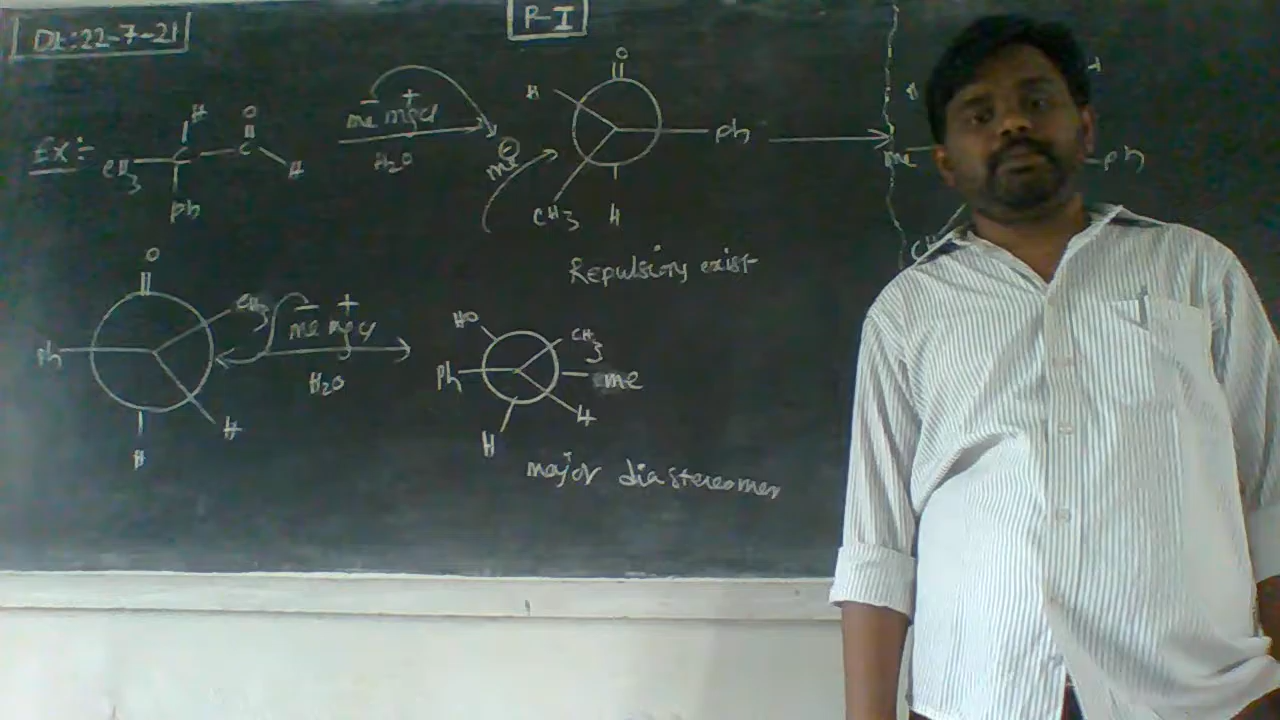 Dt:22-7-21
R-I
Ex:-
CH3
H
C
Ph
O
C
H
me mgcl
- +
H2O
me
O
H
Ph
CH3
H
Repulsiory exist
me
Ph
O
CH3
Ph
H
H
- +
me mgcl
H2O
HO
CH3
Ph
me
H
H
major diastereomer